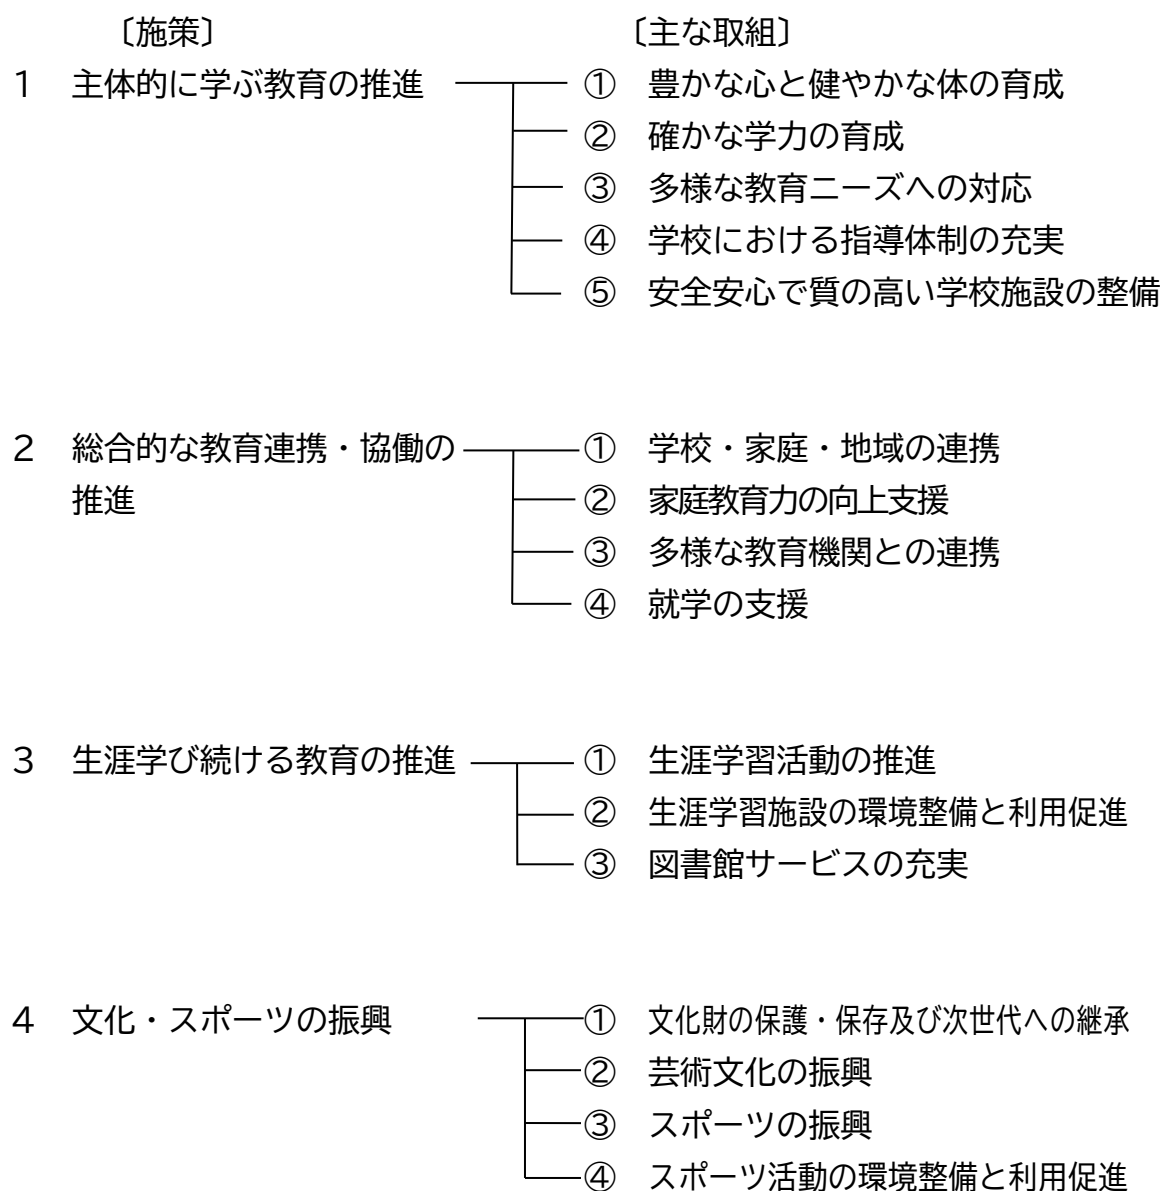 〔施策〕 〔主な取組〕
１ 主体的に学ぶ教育の推進 ① 豊かな心と健やかな体の育成
② 確かな学力の育成
③ 多様な教育ニーズへの対応
④ 学校における指導体制の充実
⑤ 安全安心で質の高い学校施設の整備
２ 総合的な教育連携・協働の ① 学校・家庭・地域の連携
推進 ② 家庭教育力の向上支援
③ 多様な教育機関との連携
④ 就学の支援
３ 生涯学び続ける教育の推進 ① 生涯学習活動の推進
② 生涯学習施設の環境整備と利用促進
③ 図書館サービスの充実
４ 文化・スポーツの振興 ① 文化財の保護・保存及び次世代への継承
② 芸術文化の振興
③ スポーツの振興
④ スポーツ活動の環境整備と利用促進